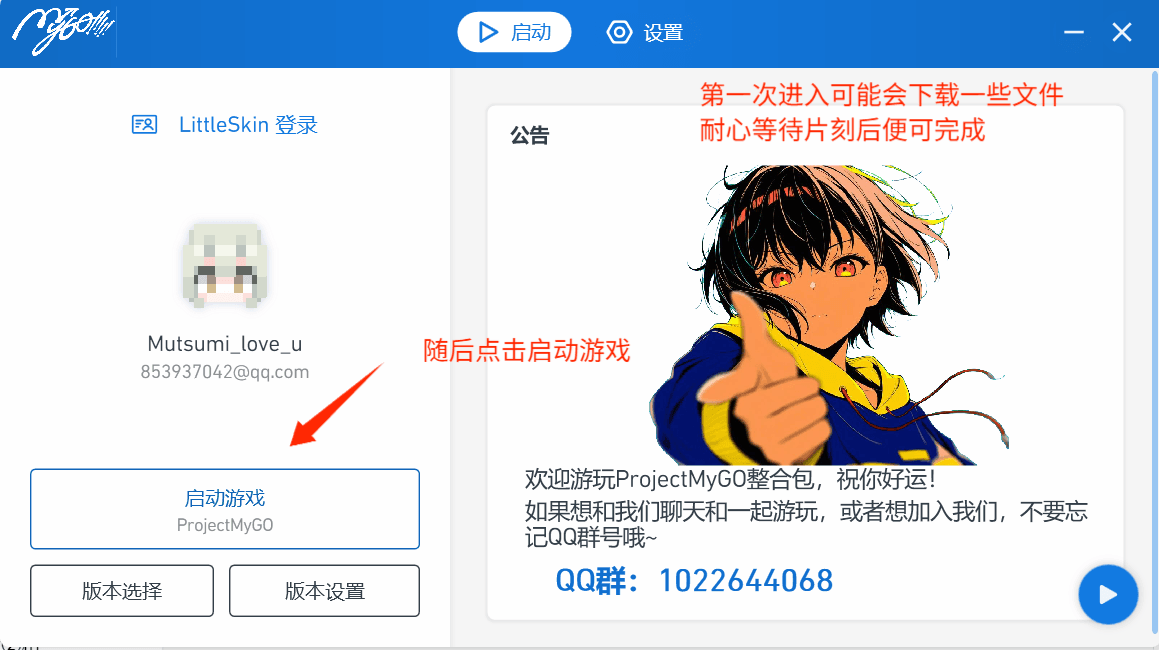 MyGO!!!!!
启动
设置
LittleSkin 登录
Mutsumi_love_u
853937042@qq.com
启动游戏
ProjectMyGO
版本选择
版本设置
随后点击启动游戏
第一次进入可能会下载一些文件
耐心等待片刻后便可完成
公告
欢迎游玩ProjectMyGO整合包，祝你好运！
如果想和我们聊天和一起游玩，或者想加入我们，不要忘
记QQ群号哦~
QQ群：1022644068